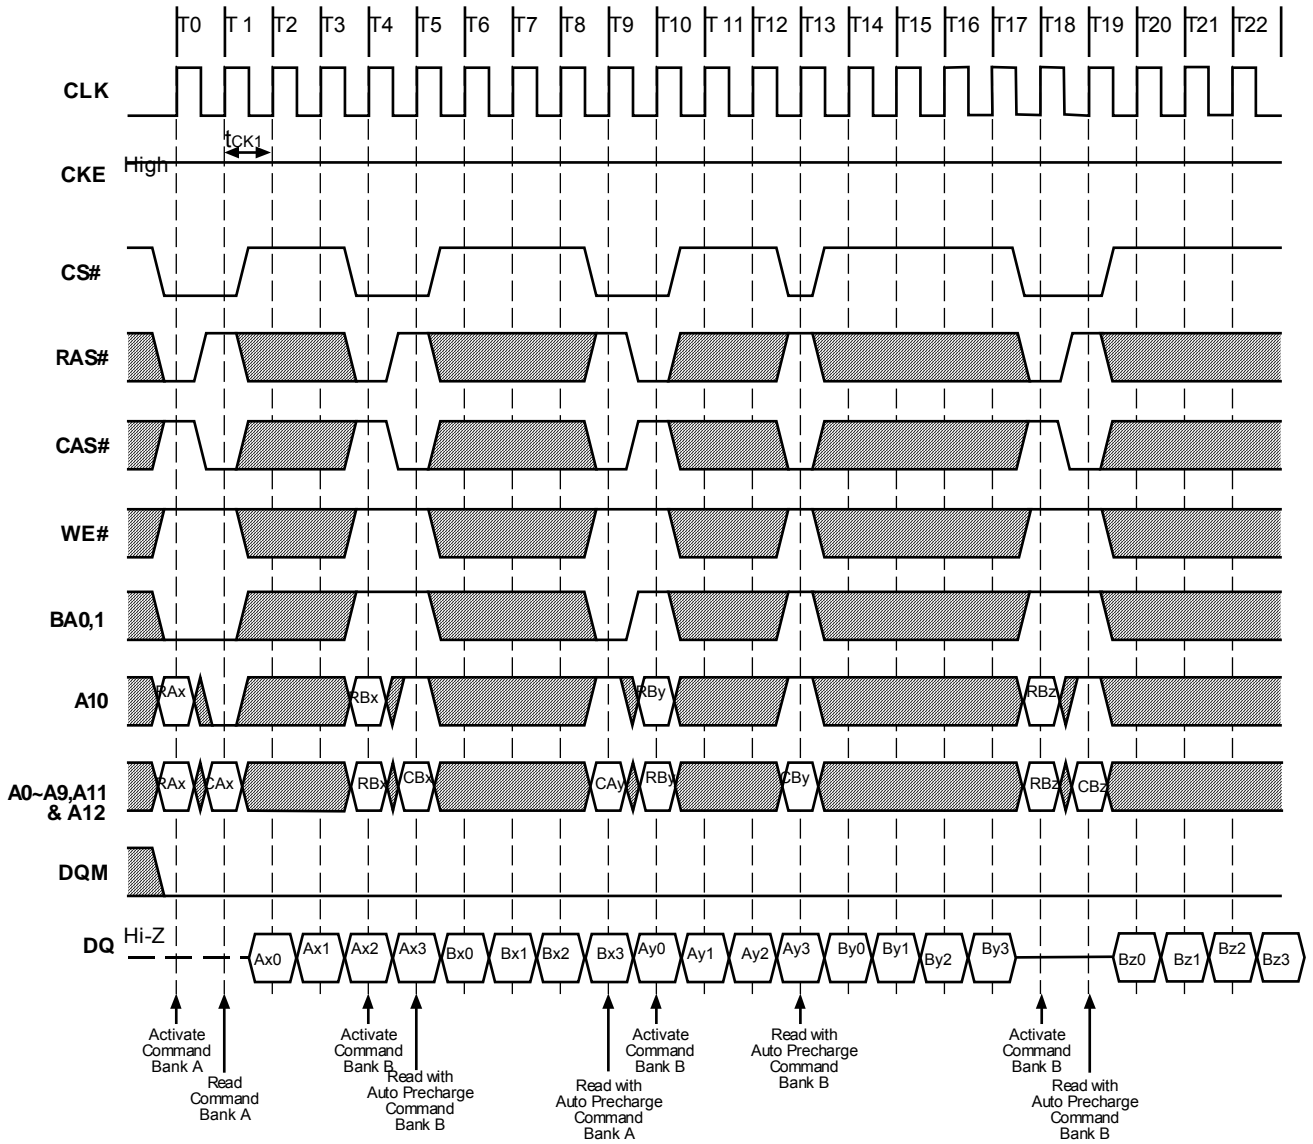 T0 T 1 T2 T3 T4 T5 T6 T7 T8 T9 T10 T 11 T12 T13 T14 T15 T16 T17 T18 T19 T20 T21 T22
CLK
tCK1
High
CKE
CS#
RAS#
CAS#
WE#
BA0,1
A10
RAx RBx RBy RBz
A0~A9,A11
& A12
RAx CAx RBx CBx CAy RBy CBy RBz CBz
DQM
DQ
Hi-Z
Ax0 Ax1 Ax2 Ax3 Bx0 Bx1 Bx2 Bx3 Ay0 Ay1 Ay2 Ay3 By0 By1 By2 By3 Bz0 Bz1 Bz2 Bz3
Activate
Command
Bank A
Read
Command
Bank A
Activate
Command
Bank B
Read with
Auto Precharge
Command
Bank B
Read with
Auto Precharge
Command
Bank A
Activate
Command
Bank B
Read with
Auto Precharge
Command
Bank B
Activate
Command
Bank B
Read with
Auto Precharge
Command
Bank B